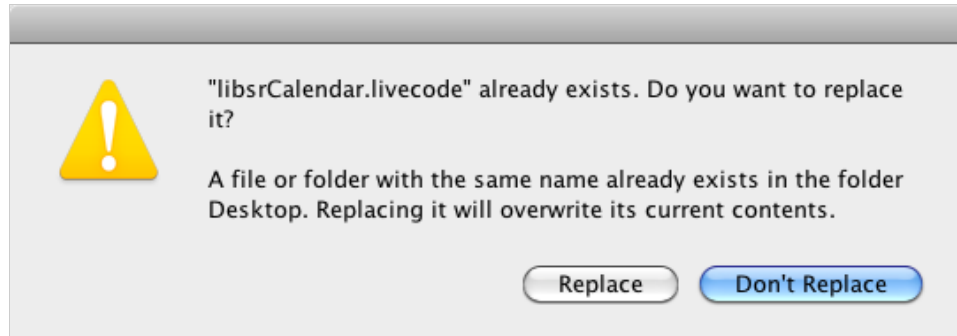 "libsrCalendar.livecode" already exists. Do you want to replace
it?
A file or folder with the same name already exists in the folder
Desktop. Replacing it will overwrite its current contents.
Replace
Don't Replace